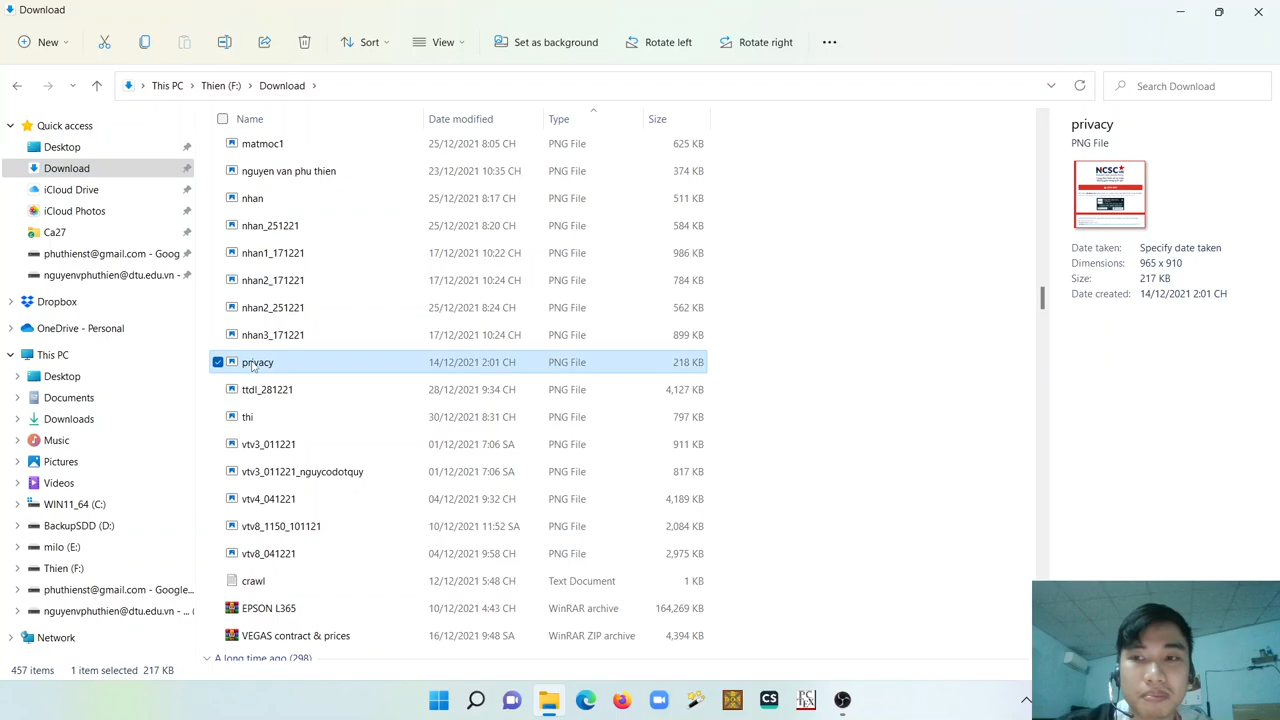 Download
New
Sort
View
Set as background
Rotate left
Rotate right
This PC
Thien (F:)
Download
Search Download
Quick access
Desktop
Download
iCloud Drive
iCloud Photos
Ca27
phuthienst@gmail.com - Goog
nguyenvphuthien@dtu.edu.vn -
Dropbox
OneDrive - Personal
This PC
Desktop
Documents
Downloads
Music
Pictures
Videos
WIN11_64 (C:)
BackupSDD (D:)
milo (E:)
Thien (F:)
phuthienst@gmail.com - Google...
nguyenvphuthien@dtu.edu.vn - ... (
Network
Name Date modified Type Size
matmoc1 25/12/2021 8:05 CH PNG File 625 KB
nguyen van phu thien 23/12/2021 10:35 CH PNG File 374 KB
nhan 25/12/2021 8:17 CH PNG File 511 KB
nhan_251221 25/12/2021 8:20 CH PNG File 584 KB
nhan1_171221 17/12/2021 10:22 CH PNG File 986 KB
nhan2_171221 17/12/2021 10:24 CH PNG File 784 KB
nhan2_251221 25/12/2021 8:24 CH PNG File 562 KB
nhan3_171221 17/12/2021 10:24 CH PNG File 899 KB
privacy 14/12/2021 2:01 CH PNG File 218 KB
ttdl_281221 28/12/2021 9:34 CH PNG File 4,127 KB
thi 30/12/2021 8:31 CH PNG File 797 KB
vtv3_011221 01/12/2021 7:06 SA PNG File 911 KB
vtv3_011221_nguycodotquy 01/12/2021 7:06 SA PNG File 817 KB
vtv4_041221 04/12/2021 9:32 CH PNG File 4,189 KB
vtv8_1150_101121 10/12/2021 11:52 SA PNG File 2,084 KB
vtv8_041221 04/12/2021 9:58 CH PNG File 2,975 KB
crawl 12/12/2021 5:48 CH Text Document 1 KB
EPSON L365 10/12/2021 4:43 CH WinRAR archive 164,269 KB
VEGAS contract & prices 16/12/2021 9:48 SA WinRAR ZIP archive 4,394 KB
A long time ago (298)
privacy
PNG File
NCSC
Date taken: Specify date taken
Dimensions: 965 x 910
Size: 217 KB
Date created: 14/12/2021 2:01 CH
457 items 1 item selected 217 KB
CS